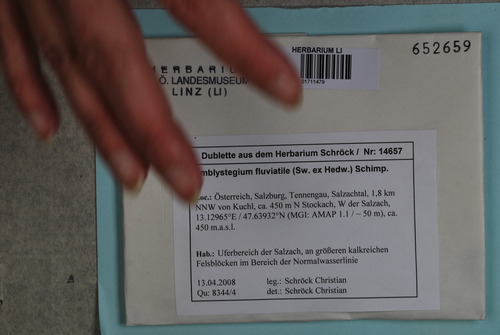 HERBARIUM LI
652659
HERBARIU
Ö. LANDESMUSEUM
LINZ (LI)
Dublette aus dem Herbarium Schröck / Nr: 14657
mblystegium fluviatile (Sw. ex Hedw.) Schimp.
oc.: Österreich, Salzburg, Tennengau, Salzachtal, 1,8 km
NNW von Kuchl, ca. 450 m N Stockach, W der Salzach,
13.12965°E / 47.63932°N (MGI: AMAP 1.1 / ~ 50 m), ca.
450 m.a.s.l.
Hab.: Uferbereich der Salzach, an größeren kalkreichen
Felsblöcken im Bereich der Normalwasserlinie
13.04.2008 leg.: Schröck Christian
Qu: 8344/4 det.: Schröck Christian